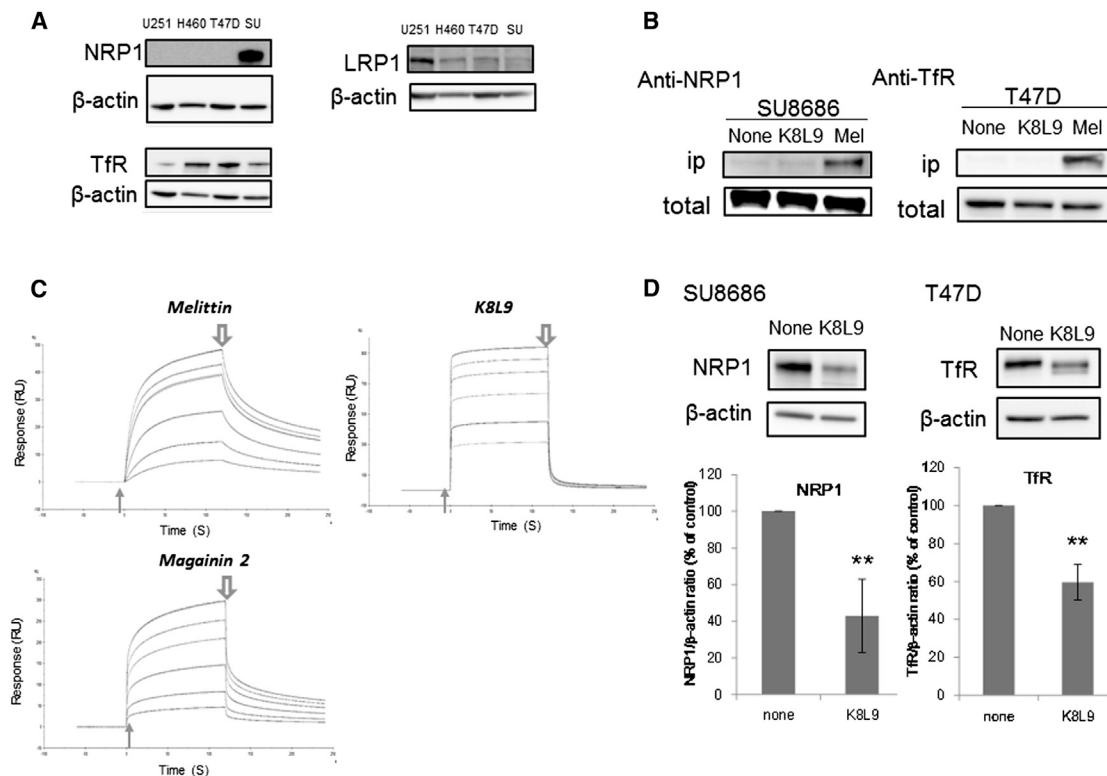 A
U251 H460 T47D SU
NRP1
β-actin
TfR
β-actin
U251 H460 T47D SU
LRP1
β-actin
B
Anti-NRP1
SU8686
None K8L9 Mel
ip
total
Anti-TfR
T47D
None K8L9 Mel
ip
total
C
Melittin
Response (RU)
Time (S)
K8L9
Response (RU)
Time (S)
Magainin 2
Response (RU)
Time (S)
D
SU8686
None K8L9
NRP1
β-actin
T47D
None K8L9
TfR
β-actin
NRP1
NRP1/β-actin ratio (% of control)
120
100
80
60
40
20
0
**
none K8L9
TfR
TfR/β-actin ratio (% of control)
120
100
80
60
40
20
0
**
none K8L9